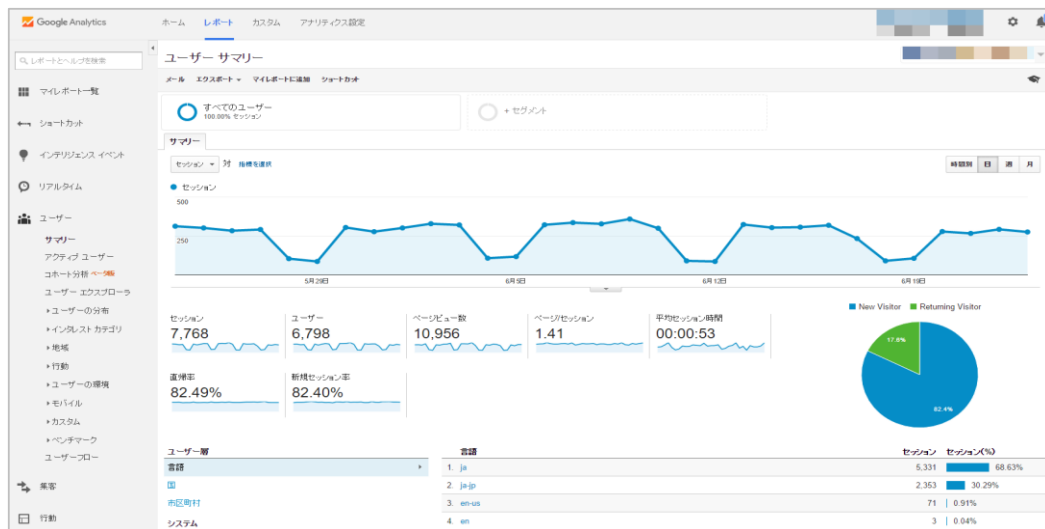 Google Analytics
ホーム レポート カスタム アナリティクス設定
レポートとヘルプを検索
ユーザー サマリー
メール エクスポート マイレポートに追加 ショートカット
マイレポート一覧
ショートカット
インテリジェンス イベント
リアルタイム
ユーザー
サマリー
アクティブ ユーザー
コホート分析 ベータ版
ユーザー エクスプローラ
ユーザーの分布
インタレスト カテゴリ
地域
行動
ユーザーの環境
モバイル
カスタム
ベンチマーク
ユーザーフロー
集客
行動
すべてのユーザー
100.00% セッション
+ セグメント
サマリー
セッション 対 指標を選択
時間別 日 週 月
セッション
500
250
5月29日 6月5日 6月12日 6月19日
New Visitor Returning Visitor
セッション
7,768
ユーザー
6,798
ページビュー数
10,956
ページ/セッション
1.41
平均セッション時間
00:00:53
直帰率
82.49%
新規セッション率
82.40%
17.6%
82.4%
ユーザー層
言語
国
市区町村
システム
言語 セッション セッション(%)
1. ja 5,331 68.63%
2. ja-jp 2,353 30.29%
3. en-us 71 0.91%
4. en 3 0.04%